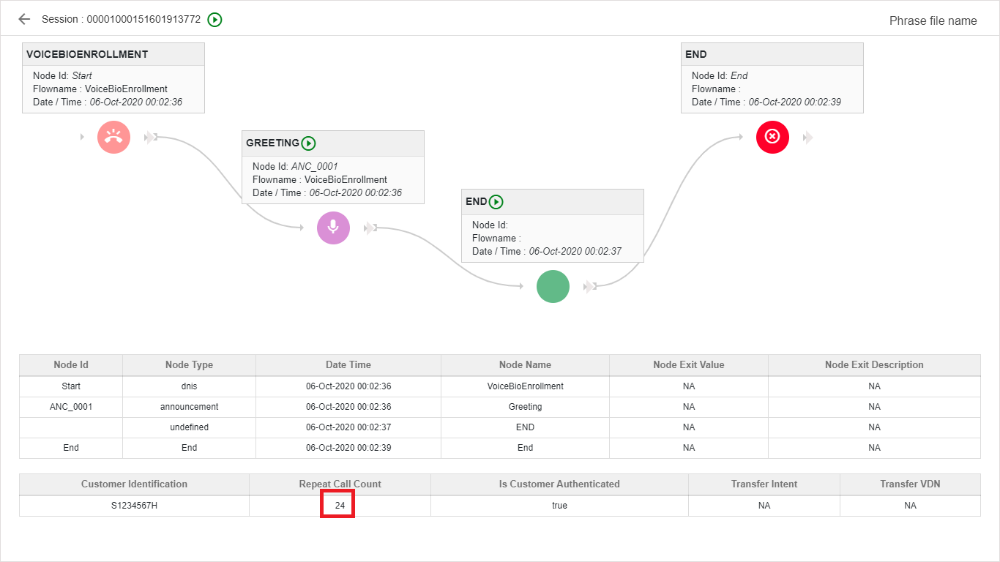 Session : 00001000151601913772
Phrase file name
VOICEBIOENROLLMENT
Node Id: Start
Flowname : VoiceBioEnrollment
Date / Time : 06-Oct-2020 00:02:36
GREETING
Node Id: ANC_0001
Flowname : VoiceBioEnrollment
Date / Time : 06-Oct-2020 00:02:36
END
Node Id:
Flowname :
Date / Time : 06-Oct-2020 00:02:37
END
Node Id: End
Flowname :
Date / Time : 06-Oct-2020 00:02:39
Node Id Node Type Date Time Node Name Node Exit Value Node Exit Description
Start dnis 06-Oct-2020 00:02:36 VoiceBioEnrollment NA NA
ANC_0001 announcement 06-Oct-2020 00:02:36 Greeting NA NA
undefined 06-Oct-2020 00:02:37 END NA NA
End End 06-Oct-2020 00:02:39 End NA NA
Customer Identification Repeat Call Count Is Customer Authenticated Transfer Intent Transfer VDN
S1234567H 24 true NA NA